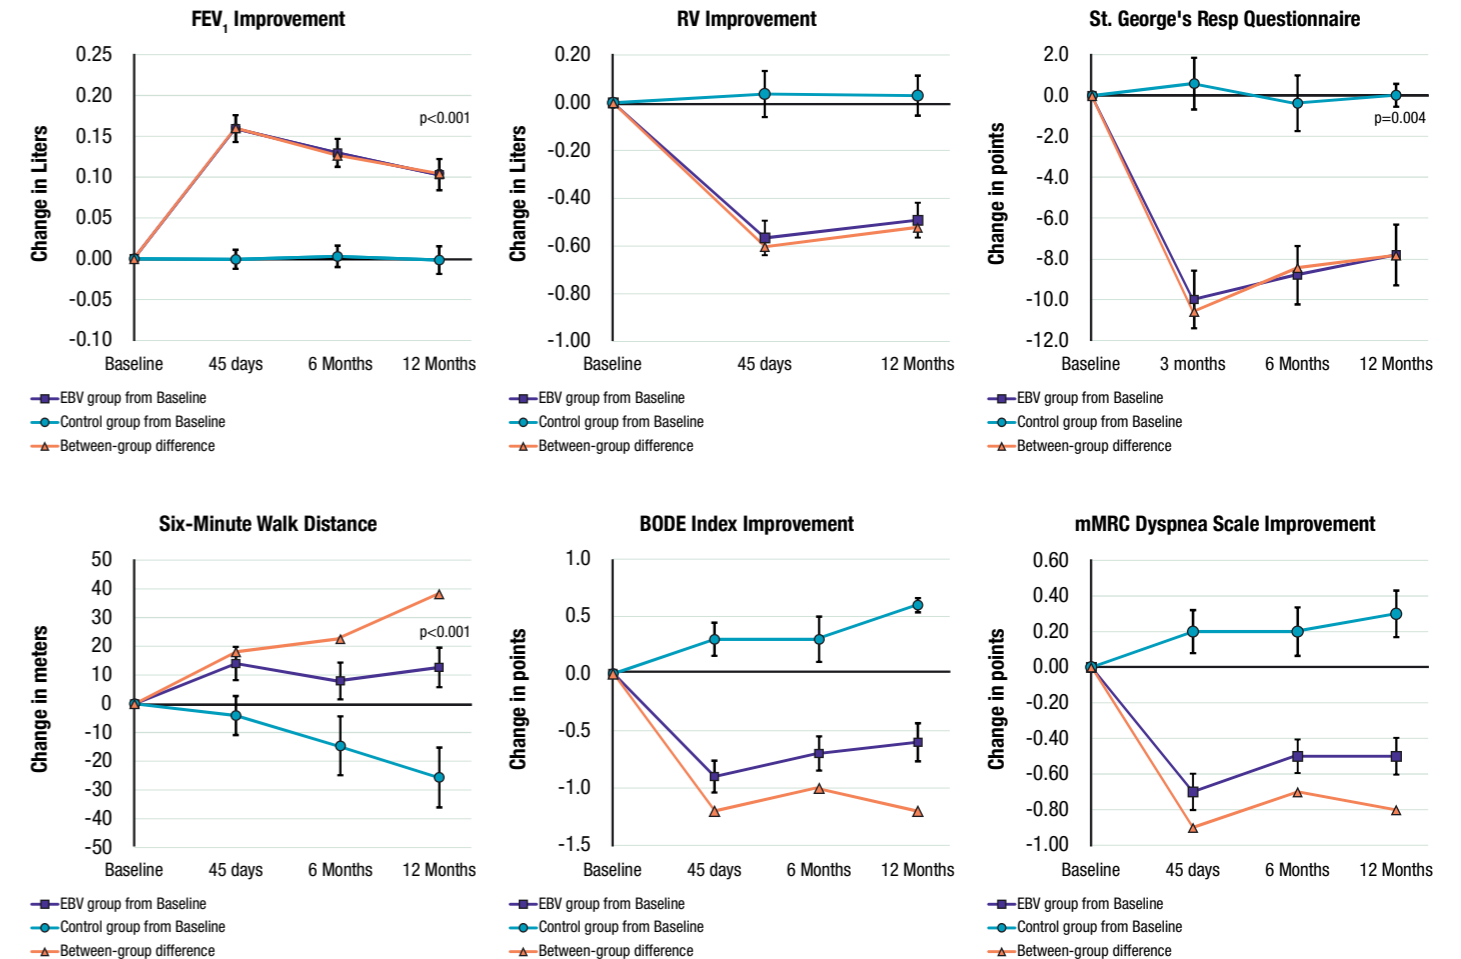 FEV1 Improvement
Change in Liters
0.25
0.20
0.15
0.10
0.05
0.00
-0.05
-0.10
p<0.001
Baseline 45 days 6 Months 12 Months
EBV group from Baseline
Control group from Baseline
Between-group difference
RV Improvement
Change in Liters
0.20
0.00
-0.20
-0.40
-0.60
-0.80
-1.00
Baseline 45 days 12 Months
EBV group from Baseline
Control group from Baseline
Between-group difference
St. George's Resp Questionnaire
Change in points
2.0
0.0
-2.0
-4.0
-6.0
-8.0
-10.0
-12.0
p=0.004
Baseline 3 months 6 Months 12 Months
EBV group from Baseline
Control group from Baseline
Between-group difference
Six-Minute Walk Distance
Change in meters
50
40
30
20
10
0
-10
-20
-30
-40
-50
p<0.001
Baseline 45 days 6 Months 12 Months
EBV group from Baseline
Control group from Baseline
Between-group difference
BODE Index Improvement
Change in points
1.0
0.5
0.0
-0.5
-1.0
-1.5
Baseline 45 days 6 Months 12 Months
EBV group from Baseline
Control group from Baseline
Between-group difference
mMRC Dyspnea Scale Improvement
Change in points
0.60
0.40
0.20
0.00
-0.20
-0.40
-0.60
-0.80
-1.00
Baseline 45 days 6 Months 12 Months
EBV group from Baseline
Control group from Baseline
Between-group difference